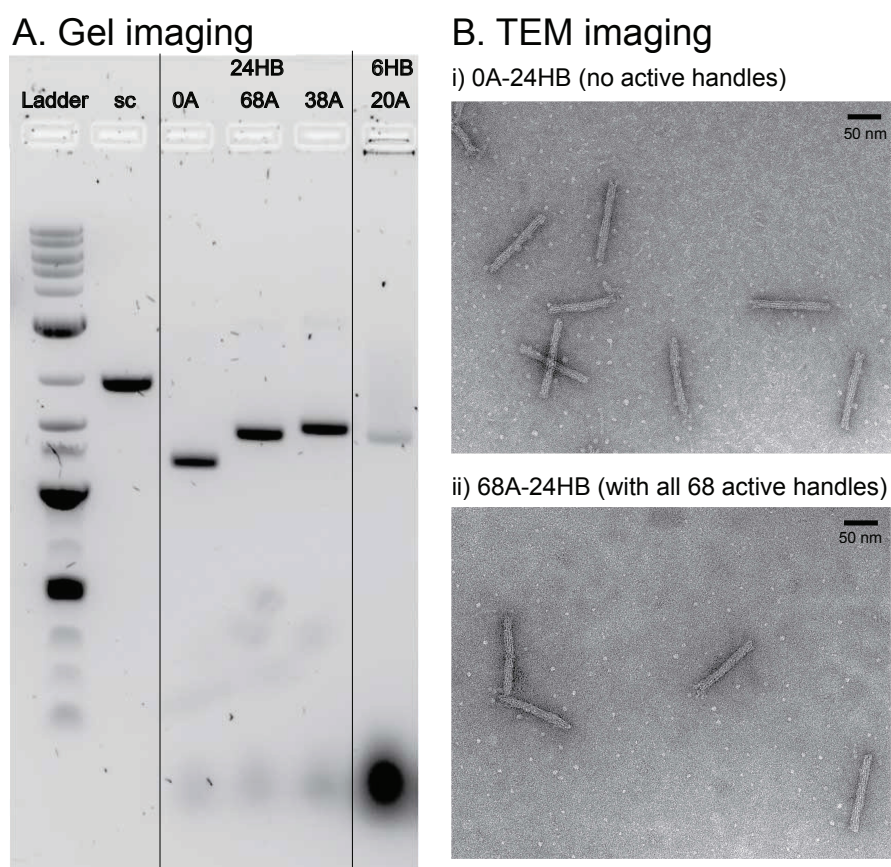 A. Gel imaging
24HB 6HB
Ladder sc 0A 68A 38A 20A
B. TEM imaging
i) 0A-24HB (no active handles)
50 nm
ii) 68A-24HB (with all 68 active handles)
50 nm